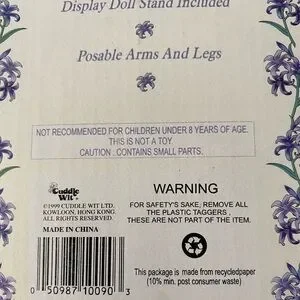 Display Doll Stand Included
Posable Arms And Legs
NOT RECOMMENDED FOR CHILDREN UNDER 8 YEARS OF AGE.
THIS IS NOT A TOY
CAUTION . CONTAINS SMALL PARTS.
Cuddle
Wit
©1999 CUDDLE WIT LTD.
KOWLOON, HONG KONG.
ALL RIGHTS RESERVED.
MADE IN CHINA
0 50987 10090 3
WARNING
FOR SAFETY'S SAKE, REMOVE ALL
THE PLASTIC TAGGERS ,
THESE ARE NOT PART OF THE ITEM.
This package is made from recycledpaper
(10% min. post consumer waste)